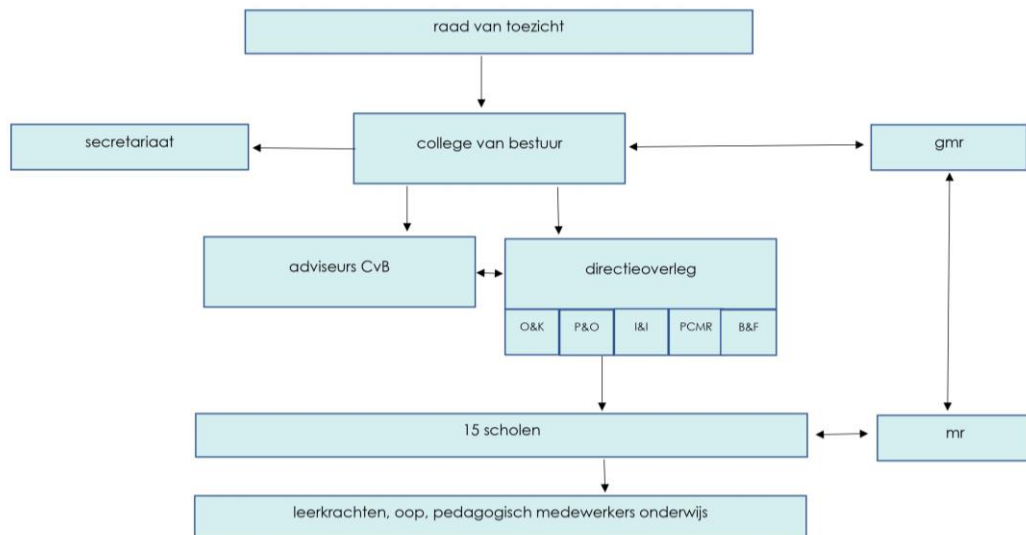 raad van toezicht
secretariaat
college van bestuur
gmr
adviseurs CvB
directieoverleg
O&K
P&O
I&I
PCMR
B&F
15 scholen
mr
leerkrachten, oop, pedagogisch medewerkers onderwijs